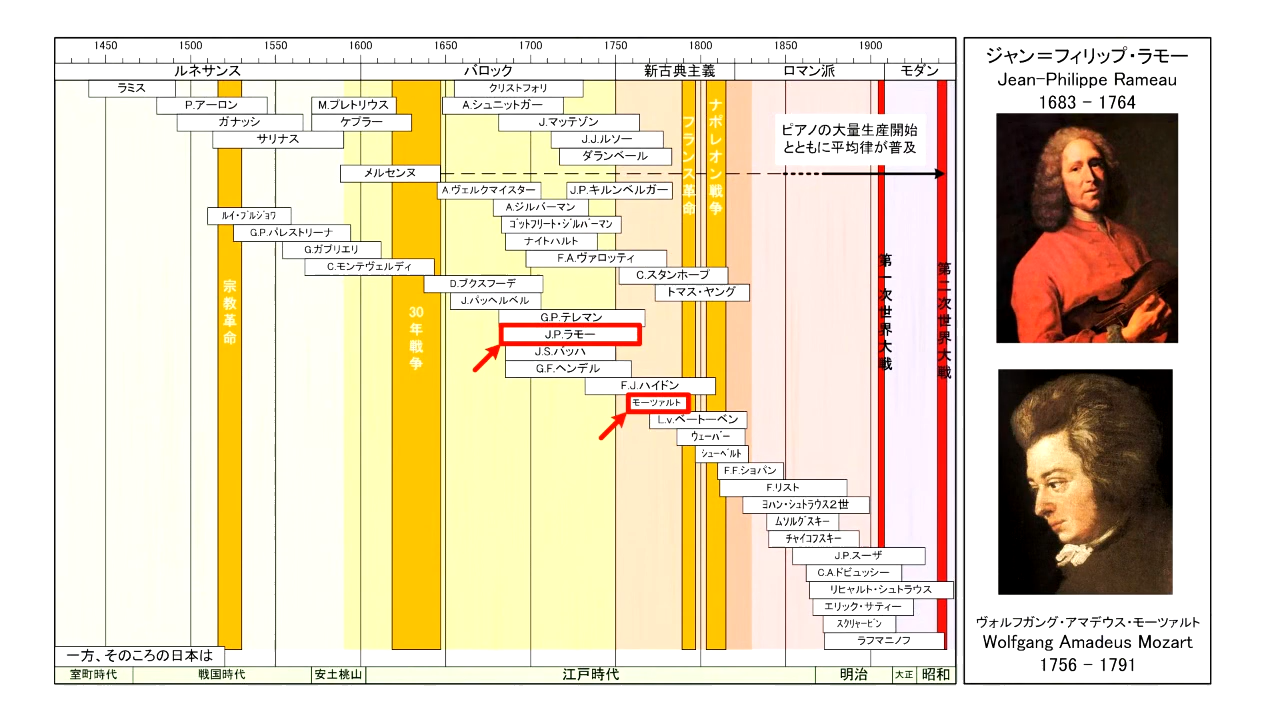 1450 1500 1550 1600 1650 1700 1750 1800 1850 1900
ルネサンス バロック 新古典主義 ロマン派 モダン
ラミス
クリストフォリ
P.アーロン
M.プレトリウス
A.シュニットガー
ガナッシ
ケプラー
J.マッテゾン
サリナス
J.J.ルソー
ダランベール
メルセンヌ
A.ヴェルクマイスター
J.P.キルンベルガー
A.ジルバーマン
ルイ・ブルジョワ
ゴットフリート・ジルバーマン
G.P.パレストリーナ
ナイトハルト
G.ガブリエリ
F.A.ヴァロッティ
C.モンテヴェルディ
C.スタンホープ
D.ブクスフーデ
トマス・ヤング
J.パッヘルベル
G.P.テレマン
J.P.ラモー
J.S.バッハ
G.F.ヘンデル
F.J.ハイドン
モーツァルト
L.v.ベートーベン
ウェーバー
シューベルト
F.F.ショパン
F.リスト
ヨハン・シュトラウス2世
ムソルグスキー
チャイコフスキー
J.P.スーザ
C.A.ドビュッシー
リヒャルト・シュトラウス
エリック・サティー
スクリャービン
ラフマニノフ
宗教革命
30年戦争
フランス革命
ナポレオン戦争
第一次世界大戦
第二次世界大戦
ピアノの大量生産開始
とともに平均律が普及
一方、そのころの日本は
室町時代 戦国時代 安土桃山 江戸時代 明治 大正 昭和
ジャン＝フィリップ・ラモー
Jean-Philippe Rameau
1683 - 1764
ヴォルフガング・アマデウス・モーツァルト
Wolfgang Amadeus Mozart
1756 - 1791